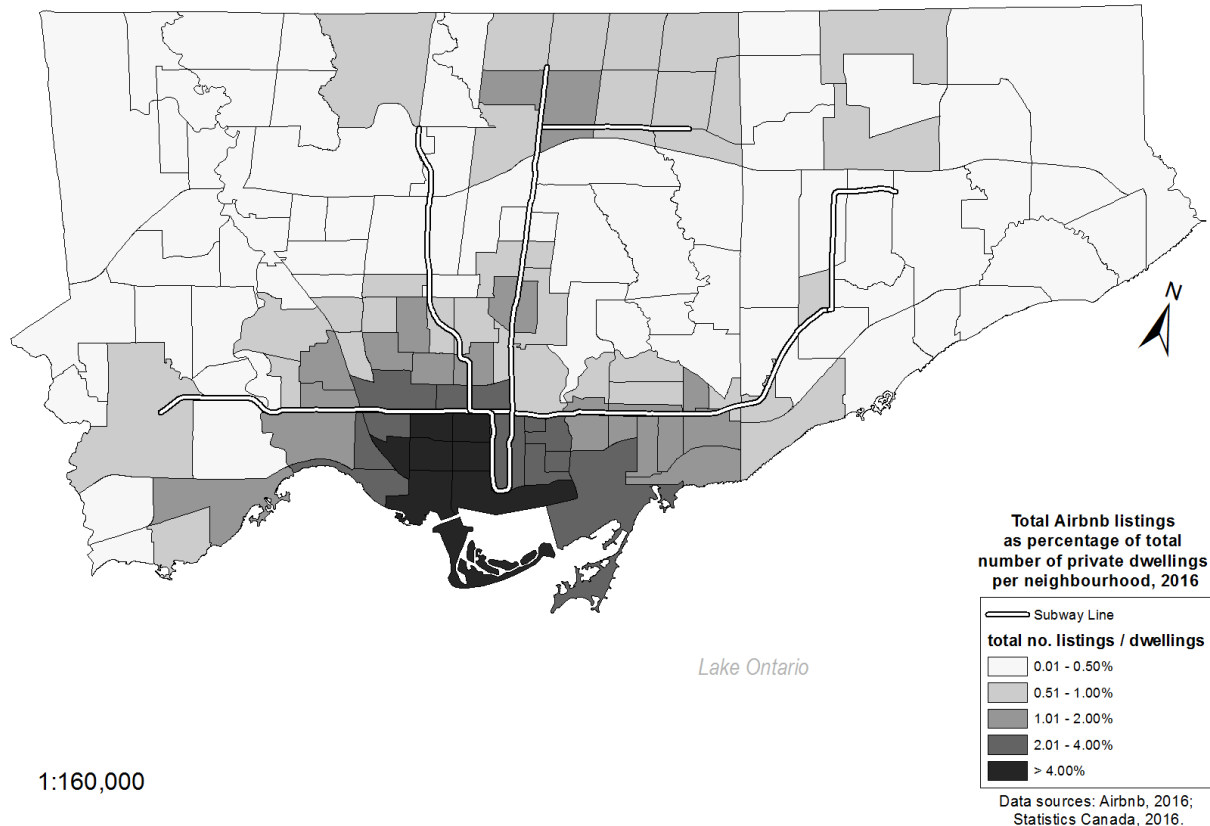 N
Total Airbnb listings
as percentage of total
number of private dwellings
per neighbourhood, 2016
Subway Line
total no. listings / dwellings
0.01 - 0.50%
0.51 - 1.00%
1.01 - 2.00%
2.01 - 4.00%
> 4.00%
Lake Ontario
1:160,000
Data sources: Airbnb, 2016;
Statistics Canada, 2016.